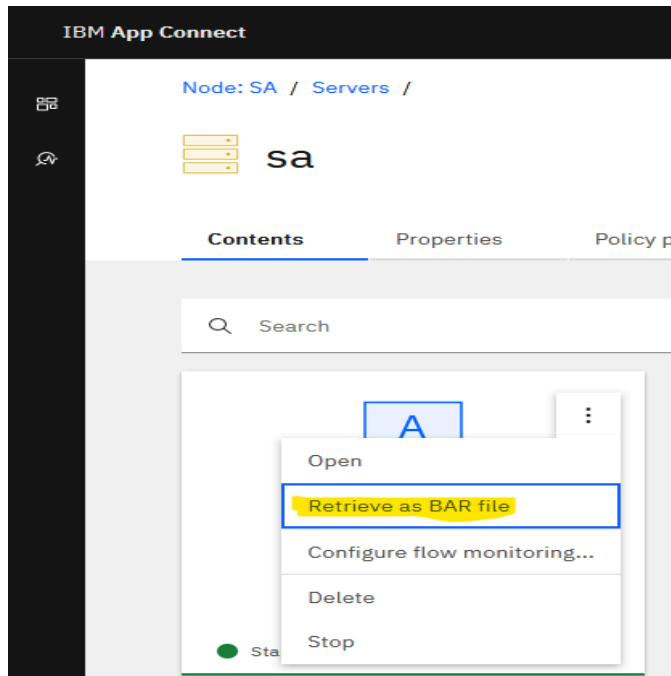 IBM App Connect
Node: SA / Servers /
sa
Contents Properties Policy p
Search
A
Open
Retrieve as BAR file
Configure flow monitoring...
Delete
Stop
Sta